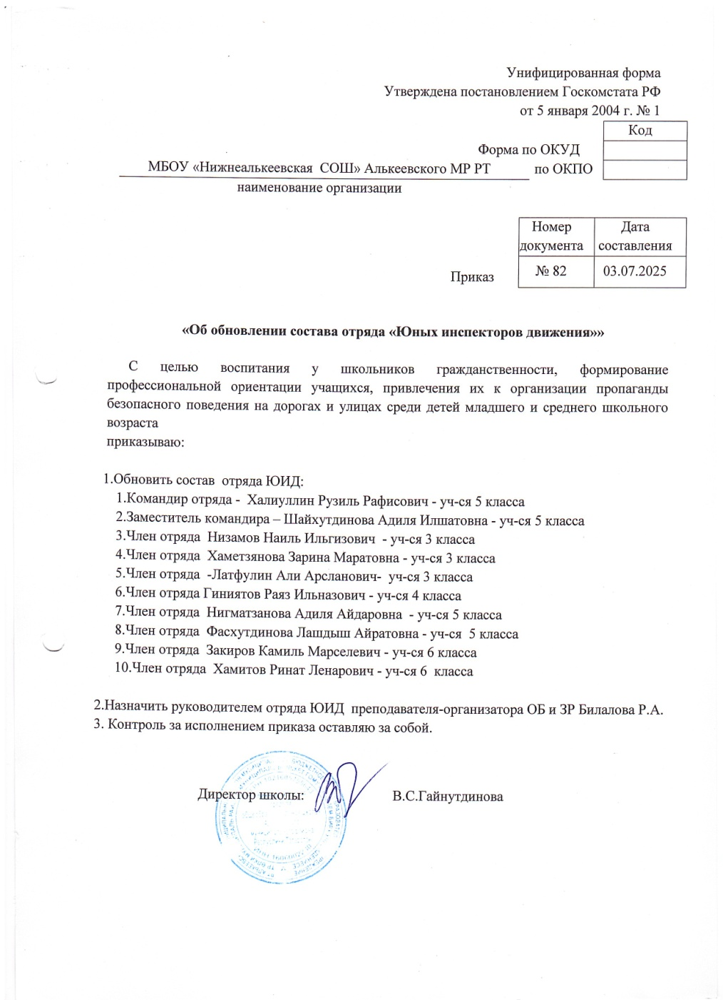 Унифицированная форма
Утверждена постановлением Госкомстата РФ
от 5 января 2004 г. № 1
Код
Форма по ОКУД
МБОУ «Нижнеалькеевская СОШ» Алькеевского МР РТ по ОКПО
наименование организации
Номер документа Дата составления
Приказ № 82 03.07.2025
«Об обновлении состава отряда «Юных инспекторов движения»»
С целью воспитания у школьников гражданственности, формирование
профессиональной ориентации учащихся, привлечения их к организации пропаганды
безопасного поведения на дорогах и улицах среди детей младшего и среднего школьного
возраста
приказываю:
1.Обновить состав отряда ЮИД:
1.Командир отряда - Халиуллин Рузиль Рафисович - уч-ся 5 класса
2.Заместитель командира – Шайхутдинова Адиля Илшатовна - уч-ся 5 класса
3.Член отряда Низамов Наиль Ильгизович - уч-ся 3 класса
4.Член отряда Хаметзянова Зарина Маратовна - уч-ся 3 класса
5.Член отряда -Латфулин Али Арсланович- уч-ся 3 класса
6.Член отряда Гиниятов Раяз Ильназович - уч-ся 4 класса
7.Член отряда Нигматзанова Адиля Айдаровна - уч-ся 5 класса
8.Член отряда Фасхутдинова Лашдыш Айратовна - уч-ся 5 класса
9.Член отряда Закиров Камиль Марселевич - уч-ся 6 класса
10.Член отряда Хамитов Ринат Ленарович - уч-ся 6 класса
2.Назначить руководителем отряда ЮИД преподавателя-организатора ОБ и ЗР Билалова Р.А.
3. Контроль за исполнением приказа оставляю за собой.
Директор школы: В.С.Гайнутдинова